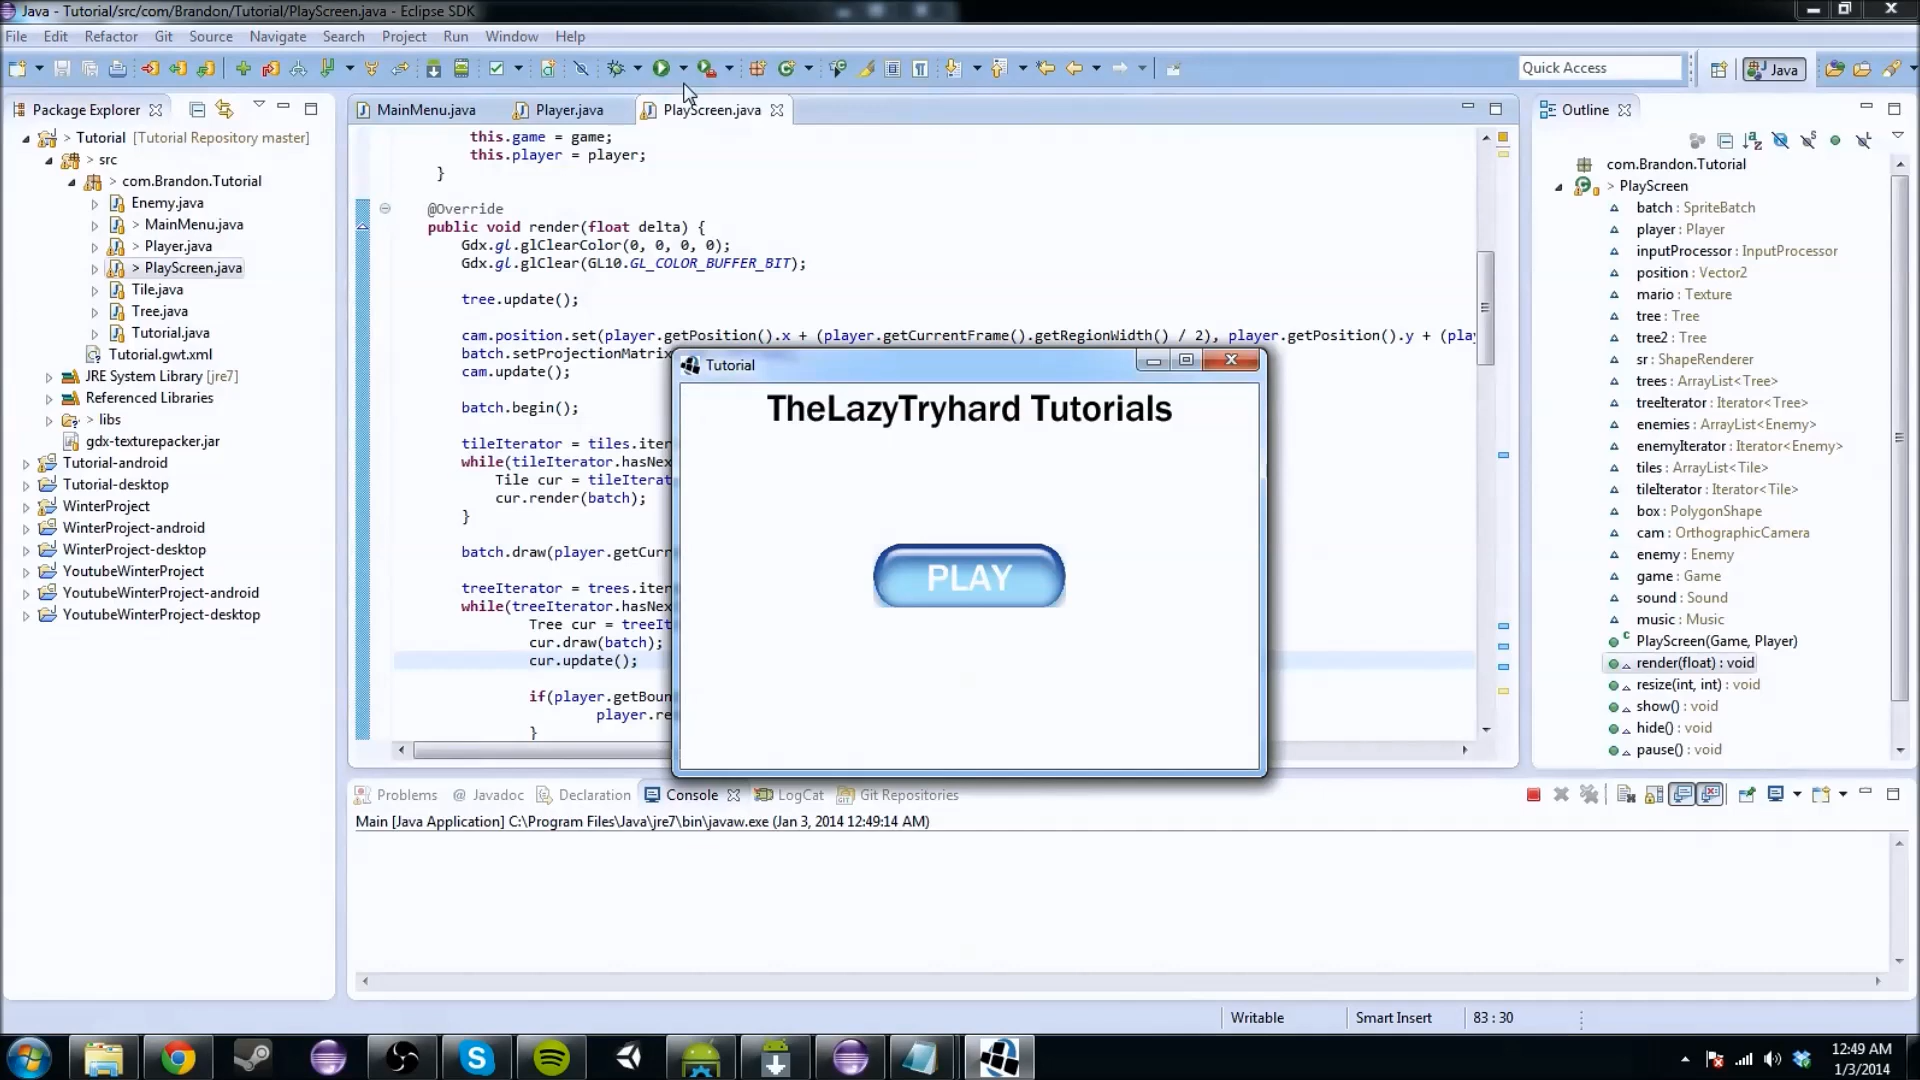 Java - Tutorial/src/com/Brandon/Tutorial/PlayScreen.java - Eclipse SDK
File Edit Refactor Git Source Navigate Search Project Run Window Help
Quick Access
Java
Package Explorer
> Tutorial [Tutorial Repository master]
> src
> com.Brandon.Tutorial
Enemy.java
> MainMenu.java
> Player.java
> PlayScreen.java
Tile.java
Tree.java
Tutorial.java
Tutorial.gwt.xml
JRE System Library [jre7]
Referenced Libraries
> libs
gdx-texturepacker.jar
Tutorial-android
Tutorial-desktop
WinterProject
WinterProject-android
WinterProject-desktop
YoutubeWinterProject
YoutubeWinterProject-android
YoutubeWinterProject-desktop
MainMenu.java Player.java PlayScreen.java
this.game = game;
this.player = player;
}
@Override
public void render(float delta) {
Gdx.gl.glClearColor(0, 0, 0, 0);
Gdx.gl.glClear(GL10.GL_COLOR_BUFFER_BIT);
tree.update();
cam.position.set(player.getPosition().x + (player.getCurrentFrame().getRegionWidth() / 2), player.getPosition().y + (play
batch.setProjectionMatrix
cam.update();
batch.begin();
tileIterator = tiles.iter
while(tileIterator.hasNex
Tile cur = tileIterat
cur.render(batch);
}
batch.draw(player.getCurr
treeIterator = trees.iter
while(treeIterator.hasNex
Tree cur = treeIt
cur.draw(batch);
cur.update();
if(player.getBoun
player.re
}
Tutorial
TheLazyTryhard Tutorials
PLAY
Outline
com.Brandon.Tutorial
> PlayScreen
batch : SpriteBatch
player : Player
inputProcessor : InputProcessor
position : Vector2
mario : Texture
tree : Tree
tree2 : Tree
sr : ShapeRenderer
trees : ArrayList<Tree>
treeIterator : Iterator<Tree>
enemies : ArrayList<Enemy>
enemyIterator : Iterator<Enemy>
tiles : ArrayList<Tile>
tileIterator : Iterator<Tile>
box : PolygonShape
cam : OrthographicCamera
enemy : Enemy
game : Game
sound : Sound
music : Music
PlayScreen(Game, Player)
render(float) : void
resize(int, int) : void
show() : void
hide() : void
pause() : void
Problems @ Javadoc Declaration Console LogCat Git Repositories
Main [Java Application] C:\Program Files\Java\jre7\bin\javaw.exe (Jan 3, 2014 12:49:14 AM)
Writable Smart Insert 83 : 30
12:49 AM
1/3/2014